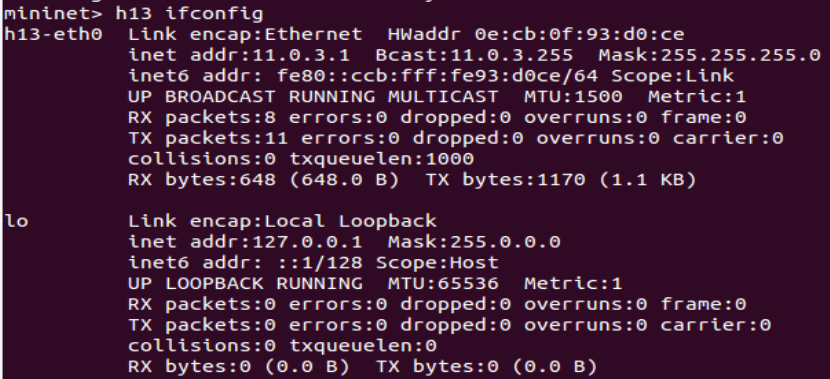 mininet> h13 ifconfig
h13-eth0  Link encap:Ethernet  HWaddr 0e:cb:0f:93:d0:ce
          inet addr:11.0.3.1  Bcast:11.0.3.255  Mask:255.255.255.0
          inet6 addr: fe80::ccb:fff:fe93:d0ce/64 Scope:Link
          UP BROADCAST RUNNING MULTICAST  MTU:1500  Metric:1
          RX packets:8 errors:0 dropped:0 overruns:0 frame:0
          TX packets:11 errors:0 dropped:0 overruns:0 carrier:0
          collisions:0 txqueuelen:1000
          RX bytes:648 (648.0 B)  TX bytes:1170 (1.1 KB)

lo        Link encap:Local Loopback
          inet addr:127.0.0.1  Mask:255.0.0.0
          inet6 addr: ::1/128 Scope:Host
          UP LOOPBACK RUNNING  MTU:65536  Metric:1
          RX packets:0 errors:0 dropped:0 overruns:0 frame:0
          TX packets:0 errors:0 dropped:0 overruns:0 carrier:0
          collisions:0 txqueuelen:0
          RX bytes:0 (0.0 B)  TX bytes:0 (0.0 B)